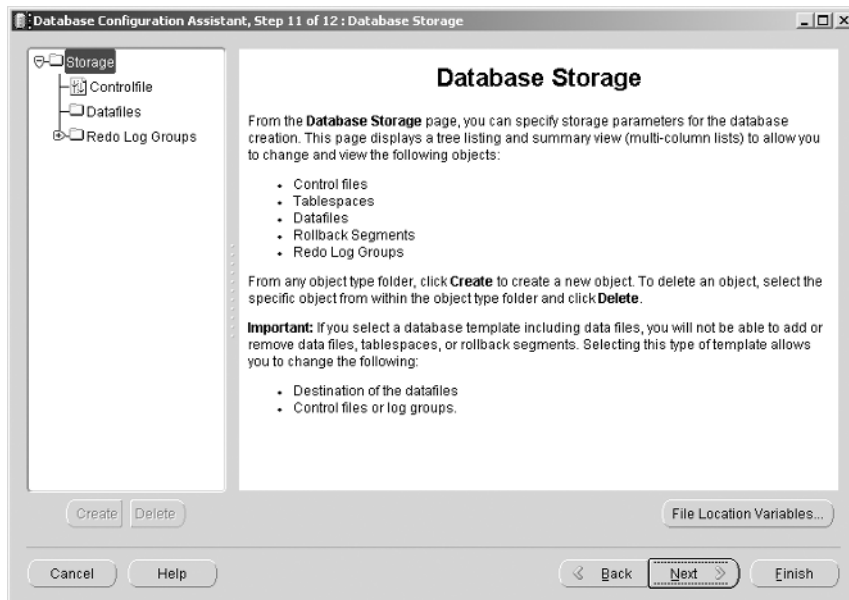 Database Configuration Assistant, Step 11 of 12 : Database Storage
Storage
Controlfile
Datafiles
Redo Log Groups
Database Storage
From the Database Storage page, you can specify storage parameters for the database
creation. This page displays a tree listing and summary view (multi-column lists) to allow you
to change and view the following objects:
• Control files
• Tablespaces
• Datafiles
• Rollback Segments
• Redo Log Groups
From any object type folder, click Create to create a new object. To delete an object, select the
specific object from within the object type folder and click Delete.
Important: If you select a database template including data files, you will not be able to add or
remove data files, tablespaces, or rollback segments. Selecting this type of template allows
you to change the following:
• Destination of the datafiles
• Control files or log groups.
Create Delete
File Location Variables...
Cancel Help Back Next Finish